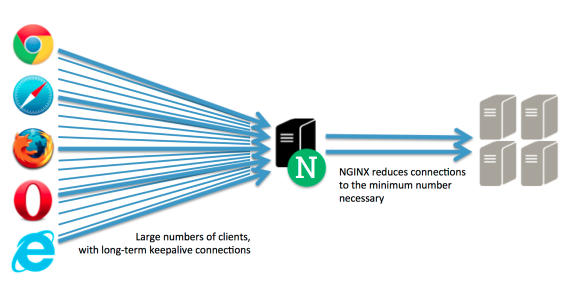 N
NGINX reduces connections
to the minimum number
necessary
Large numbers of clients,
with long-term keepalive connections